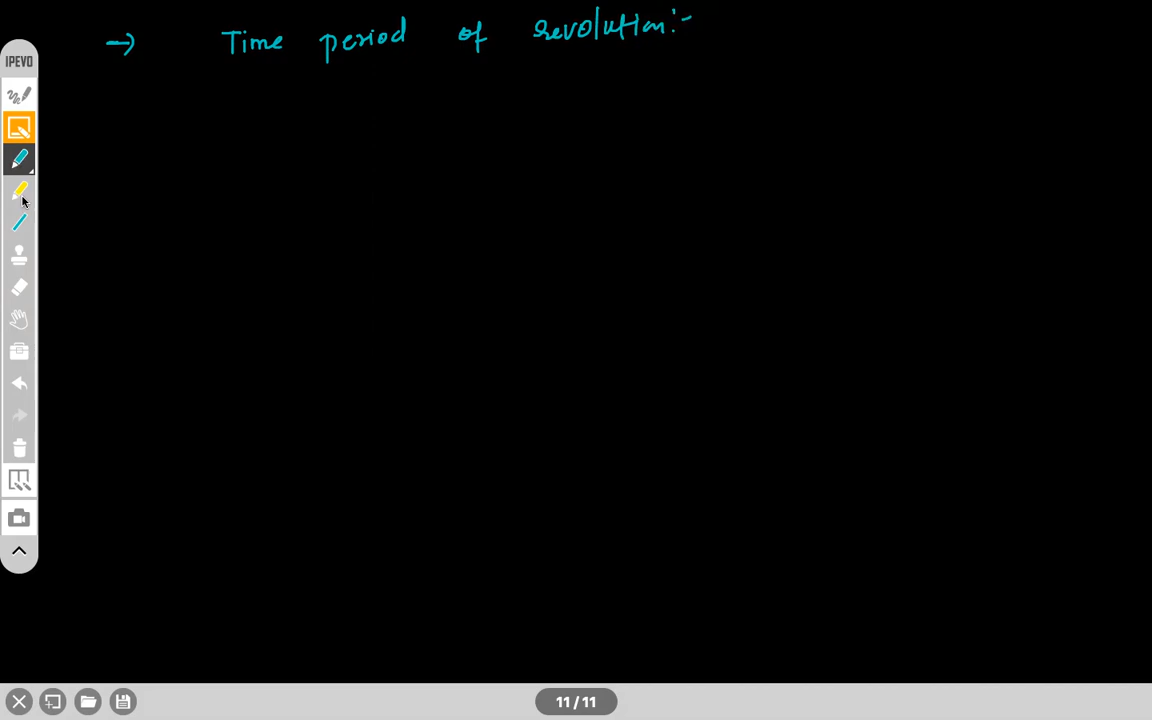 → Time period of revolution:-
IPEVO
11/11